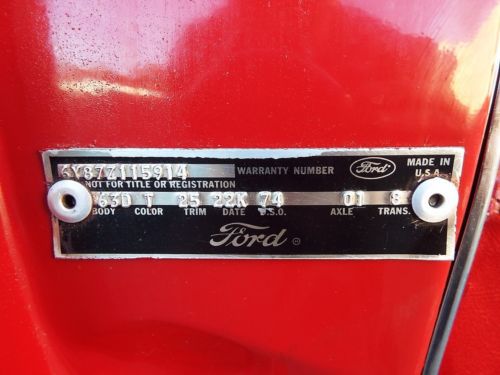 6Y87Z115914 WARRANTY NUMBER Ford MADE IN U.S.A.
NOT FOR TITLE OR REGISTRATION
63D T 25 22K 74 01 8
BODY COLOR TRIM DATE D.S.O. AXLE TRANS.
Ford